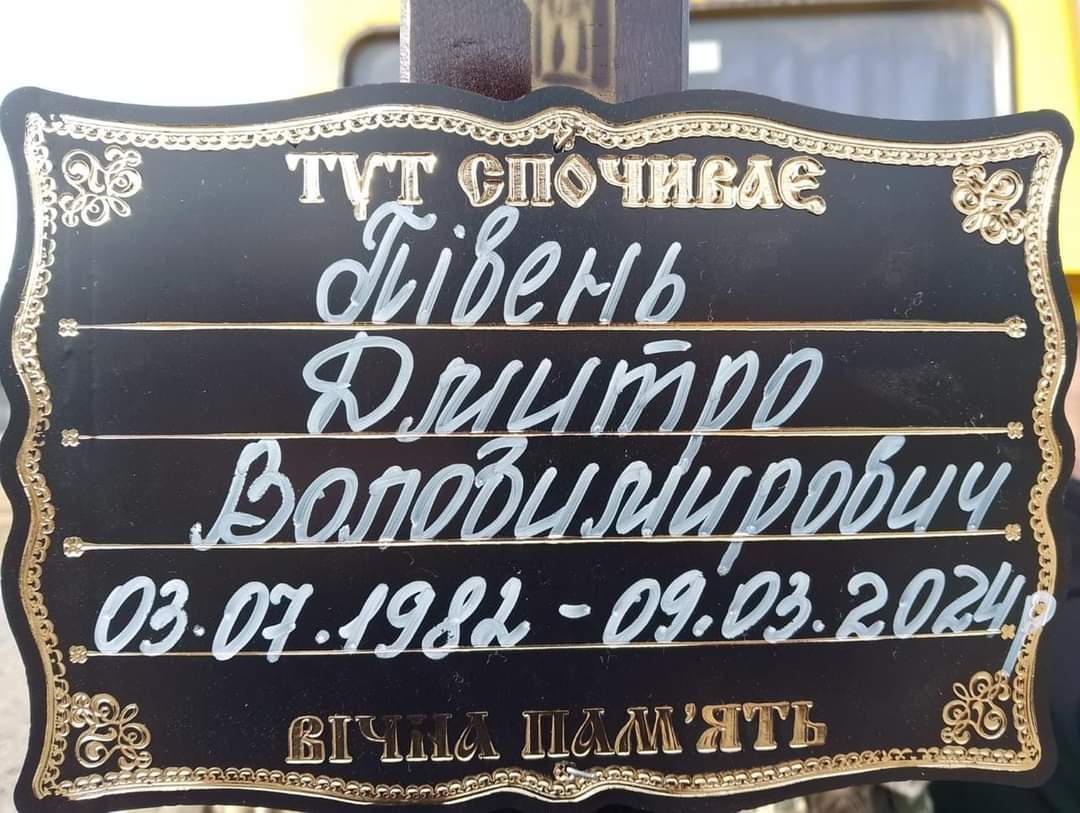 ТУТ СПОЧИВАЄ
Півень
Дмитро
Володимирович
03.07.1982 - 09.03.2024р
ВІЧНА ПАМ'ЯТЬ